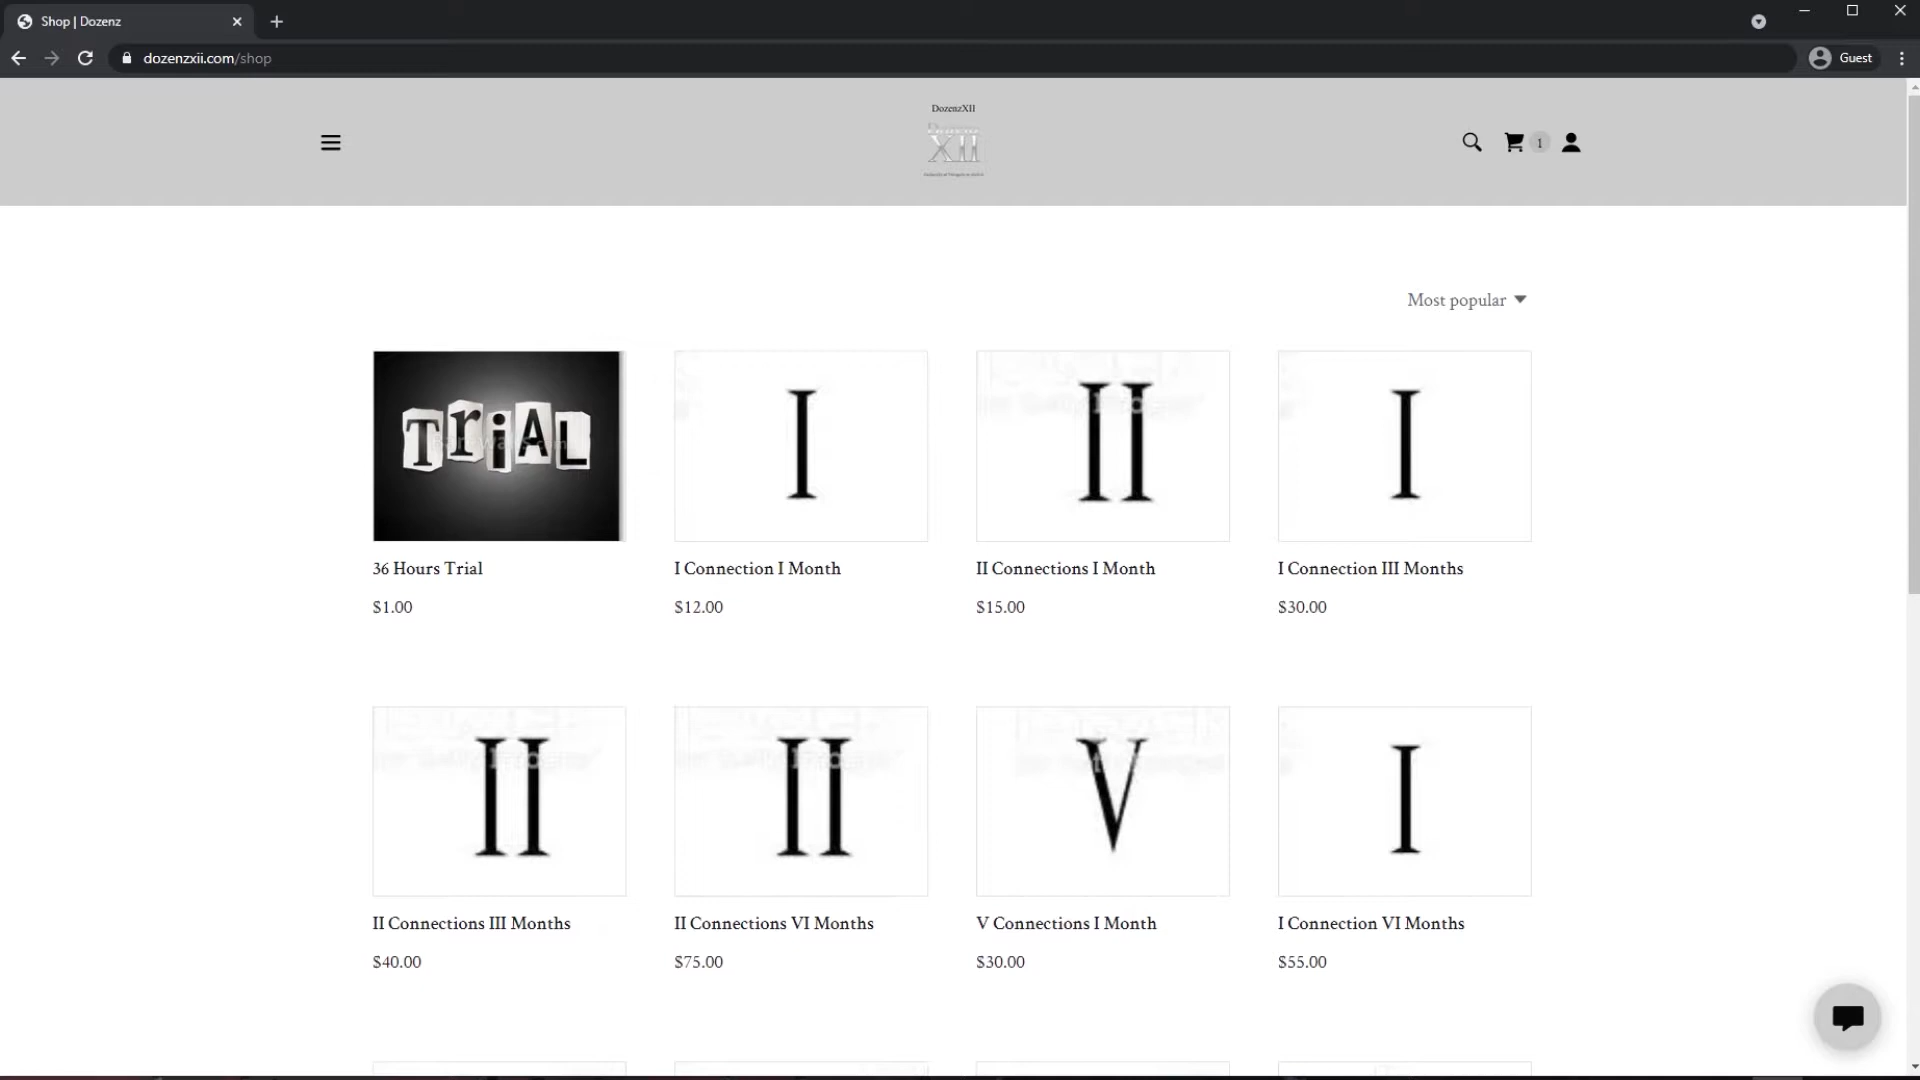 Shop | Dozenz
dozenzxii.com/shop
Guest
DozenzXII
XII
1
Most popular
TriAL
I
II
I
36 Hours Trial
I Connection I Month
II Connections I Month
I Connection III Months
$1.00
$12.00
$15.00
$30.00
II
II
V
I
II Connections III Months
II Connections VI Months
V Connections I Month
I Connection VI Months
$40.00
$75.00
$30.00
$55.00